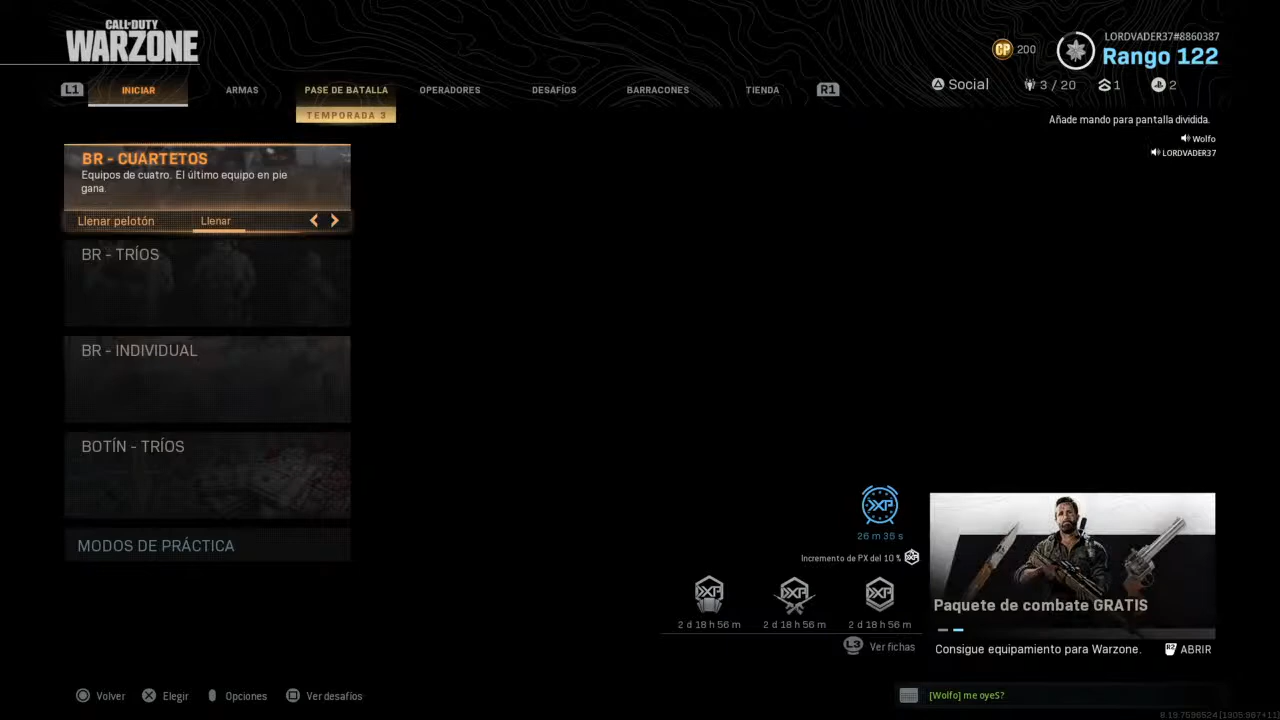 CALL OF DUTY
WARZONE
CP 200
LORDVADER37#8860387
Rango 122
L1 INICIAR ARMAS PASE DE BATALLA OPERADORES DESAFÍOS BARRACONES TIENDA R1
TEMPORADA 3
Social 3 / 20 1 2
Añade mando para pantalla dividida.
Wolfo
LORDVADER37
BR - CUARTETOS
Equipos de cuatro. El último equipo en pie
gana.
Llenar pelotón Llenar
BR - TRÍOS
BR - INDIVIDUAL
BOTÍN - TRÍOS
MODOS DE PRÁCTICA
XP
26 m 36 s
Incremento de PX del 10 %
2 d 18 h 56 m 2 d 18 h 56 m 2 d 18 h 56 m
L3 Ver fichas
Paquete de combate GRATIS
Consigue equipamiento para Warzone. R2 ABRIR
Volver Elegir Opciones Ver desafíos
[Wolfo] me oyeS?